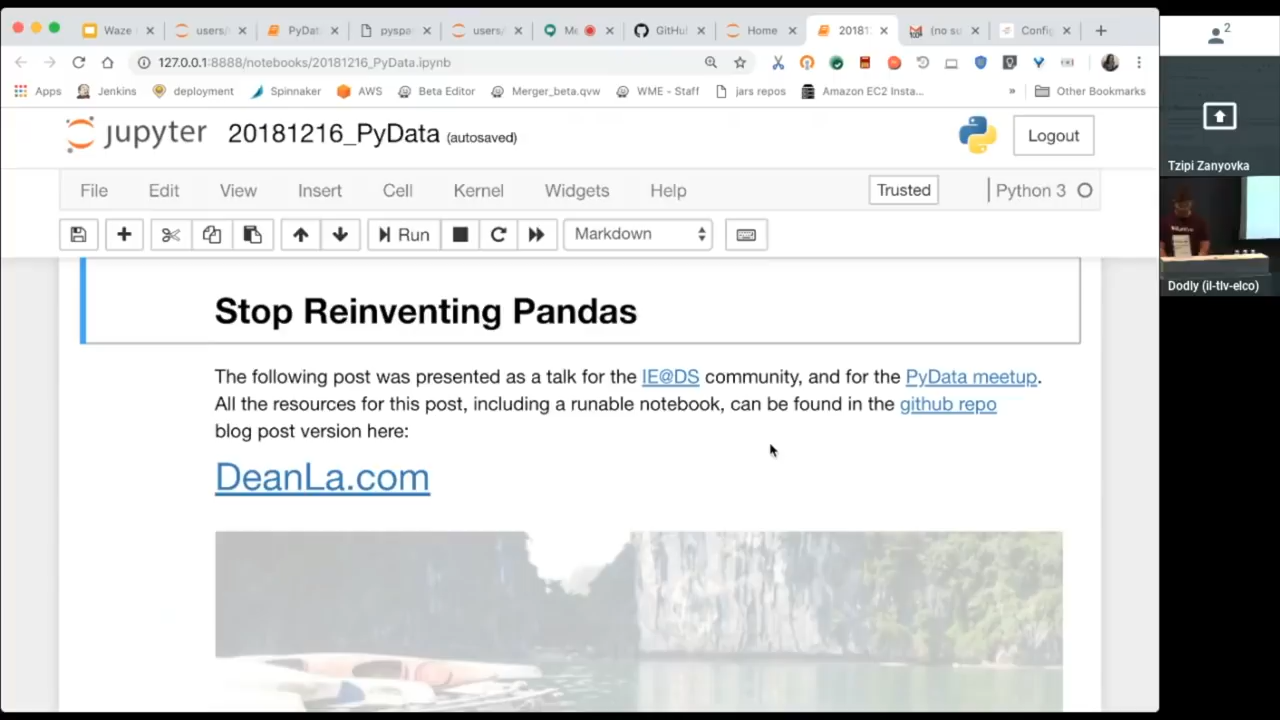 Waze
users/
PyDat
pyspa
users/
Me
GitHu
Home
20181
(no su
Config
127.0.0.1:8888/notebooks/20181216_PyData.ipynb
Apps Jenkins deployment Spinnaker AWS Beta Editor Merger_beta.qvw WME - Staff jars repos Amazon EC2 Insta... » Other Bookmarks
2
jupyter 20181216_PyData (autosaved)
Logout
Tzipi Zanyovka
File Edit View Insert Cell Kernel Widgets Help Trusted Python 3
Run Markdown
Dodly (il-tlv-elco)
Stop Reinventing Pandas
The following post was presented as a talk for the IE@DS community, and for the PyData meetup.
All the resources for this post, including a runable notebook, can be found in the github repo
blog post version here:
DeanLa.com